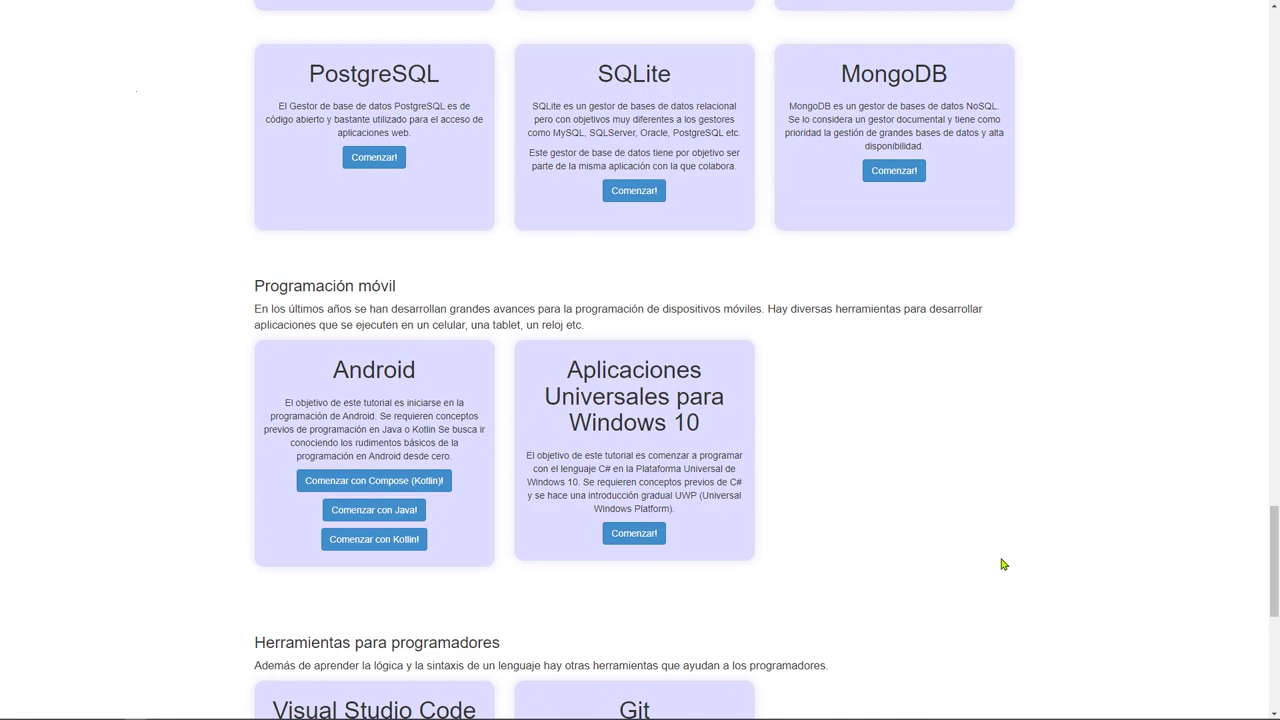 PostgreSQL
El Gestor de base de datos PostgreSQL es de
código abierto y bastante utilizado para el acceso de
aplicaciones web.
Comenzar!
SQLite
SQLite es un gestor de bases de datos relacional
pero con objetivos muy diferentes a los gestores
como MySQL, SQLServer, Oracle, PostgreSQL etc.
Este gestor de base de datos tiene por objetivo ser
parte de la misma aplicación con la que colabora.
Comenzar!
MongoDB
MongoDB es un gestor de bases de datos NoSQL.
Se lo considera un gestor documental y tiene como
prioridad la gestión de grandes bases de datos y alta
disponibilidad.
Comenzar!
Programación móvil
En los últimos años se han desarrollan grandes avances para la programación de dispositivos móviles. Hay diversas herramientas para desarrollar
aplicaciones que se ejecuten en un celular, una tablet, un reloj etc.
Android
El objetivo de este tutorial es iniciarse en la
programación de Android. Se requieren conceptos
previos de programación en Java o Kotlin Se busca ir
conociendo los rudimentos básicos de la
programación en Android desde cero.
Comenzar con Compose (Kotlin)!
Comenzar con Java!
Comenzar con Kotlin!
Aplicaciones
Universales para
Windows 10
El objetivo de este tutorial es comenzar a programar
con el lenguaje C# en la Plataforma Universal de
Windows 10. Se requieren conceptos previos de C#
y se hace una introducción gradual UWP (Universal
Windows Platform).
Comenzar!
Herramientas para programadores
Además de aprender la lógica y la sintaxis de un lenguaje hay otras herramientas que ayudan a los programadores.
Visual Studio Code
Git